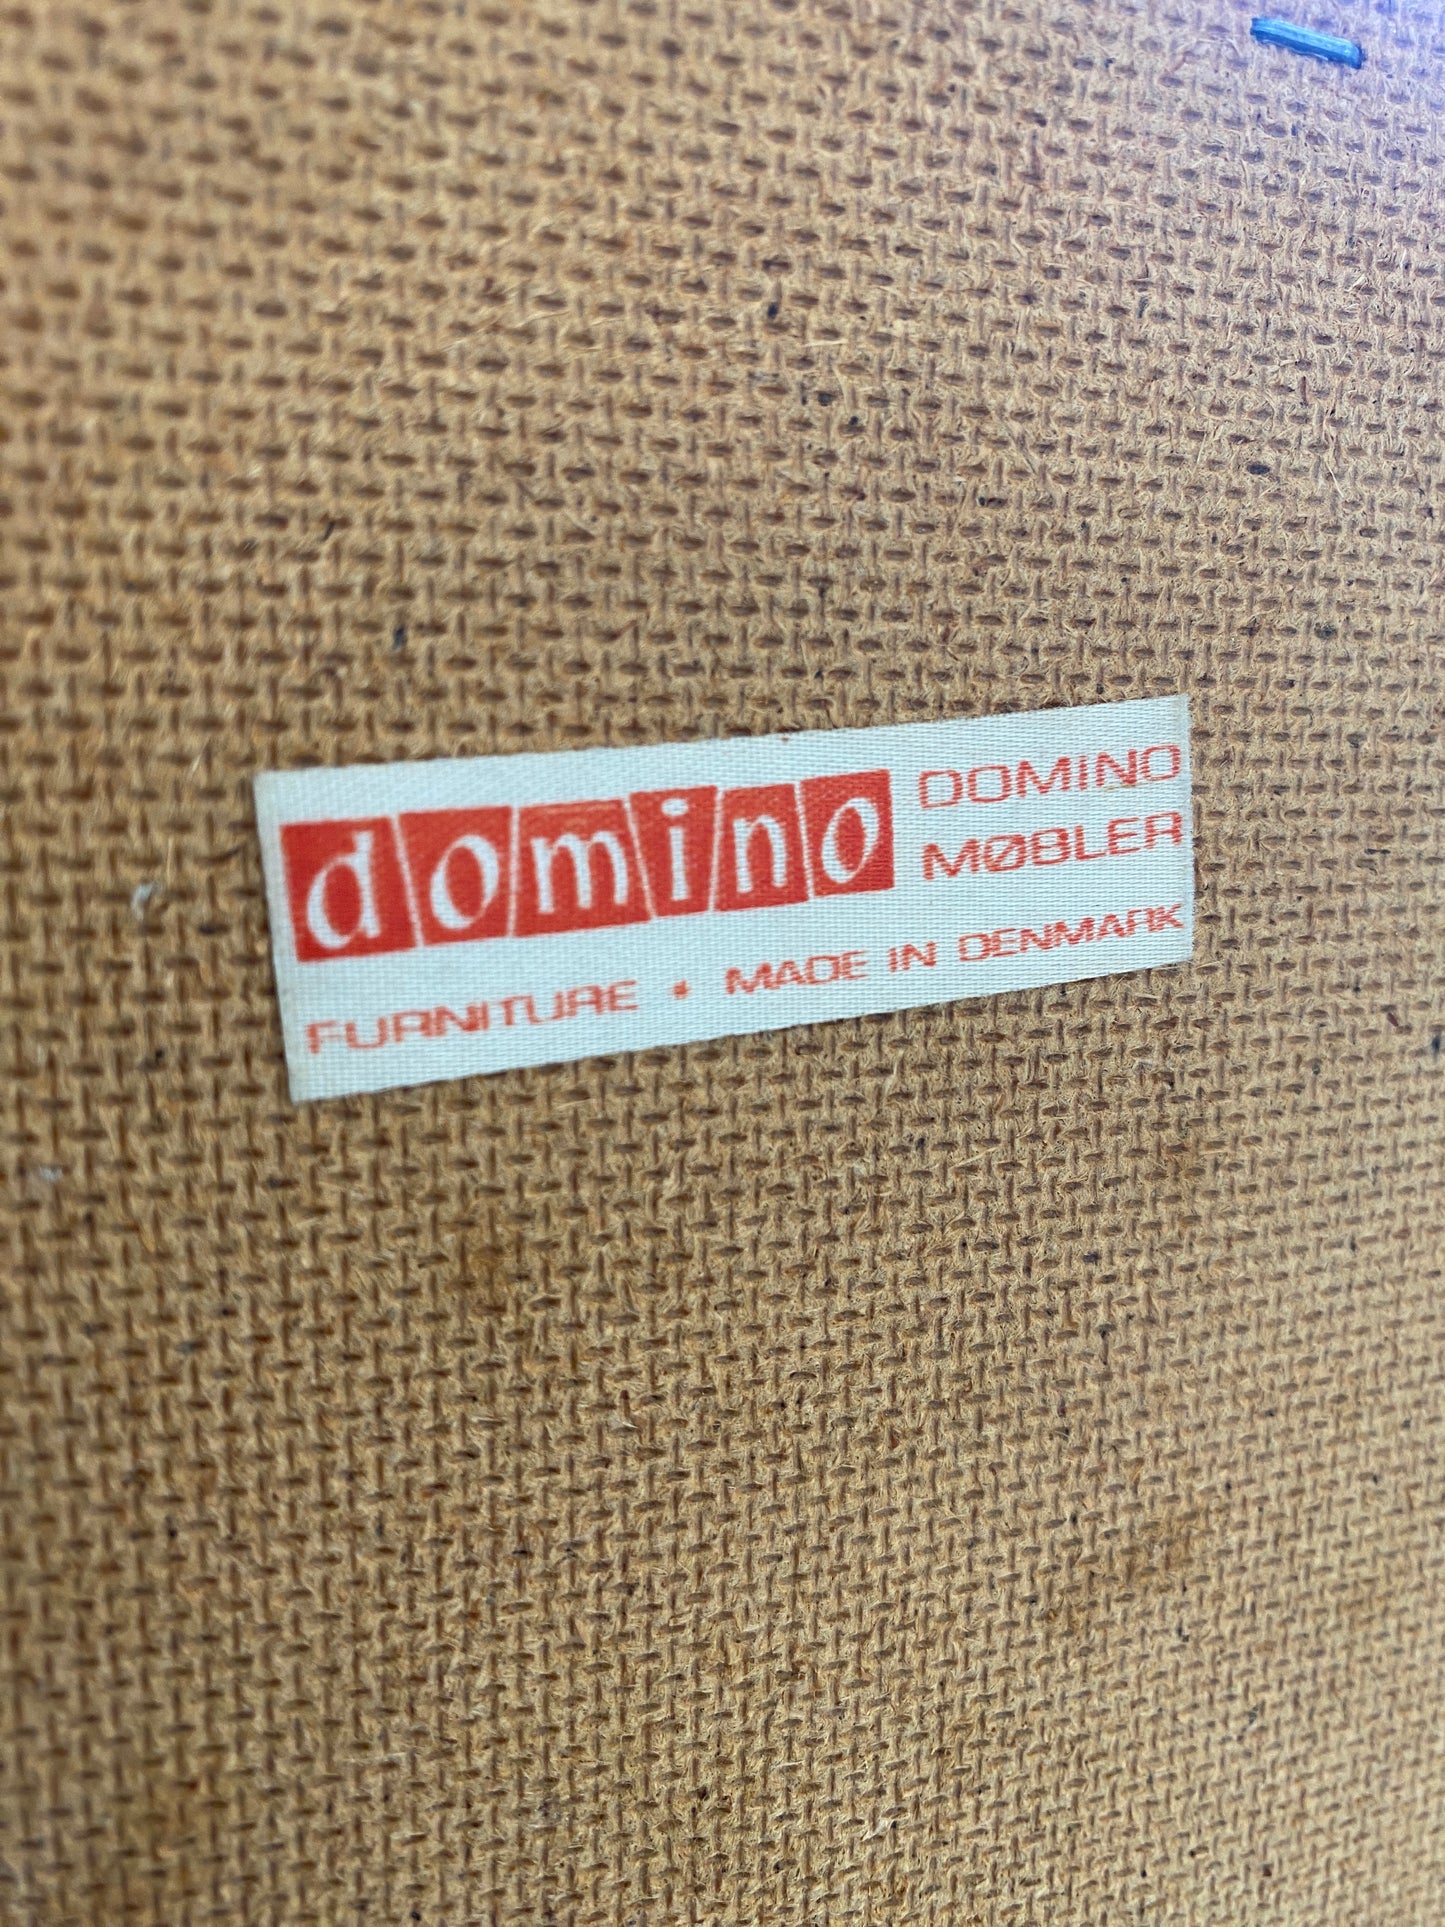 domino
DOMINO
MØBLER
FURNITURE • MADE IN DENMARK